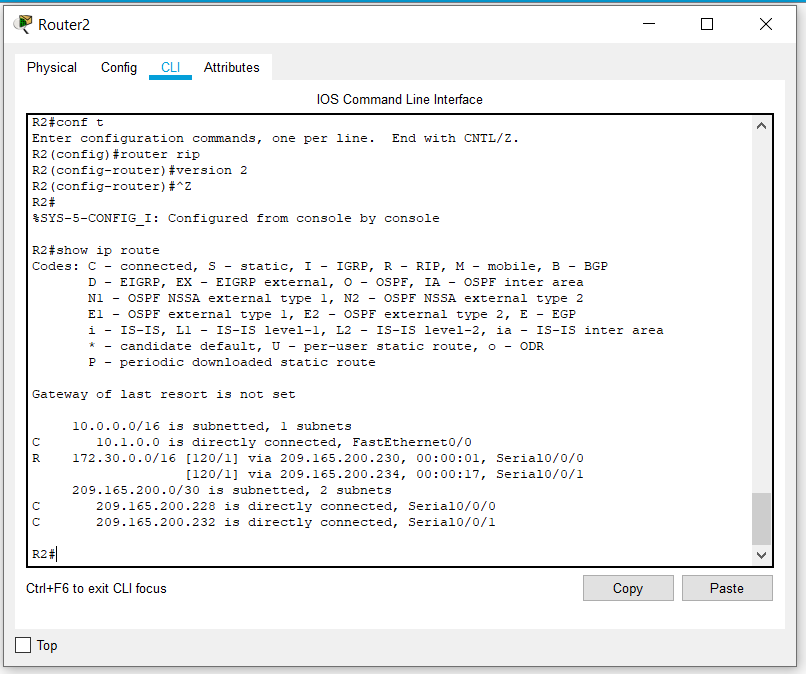 Router2
Physical Config CLI Attributes
IOS Command Line Interface
R2#conf t
Enter configuration commands, one per line.  End with CNTL/Z.
R2(config)#router rip
R2(config-router)#version 2
R2(config-router)#^Z
R2#
%SYS-5-CONFIG_I: Configured from console by console
R2#show ip route
Codes: C - connected, S - static, I - IGRP, R - RIP, M - mobile, B - BGP
       D - EIGRP, EX - EIGRP external, O - OSPF, IA - OSPF inter area
       N1 - OSPF NSSA external type 1, N2 - OSPF NSSA external type 2
       E1 - OSPF external type 1, E2 - OSPF external type 2, E - EGP
       i - IS-IS, L1 - IS-IS level-1, L2 - IS-IS level-2, ia - IS-IS inter area
       * - candidate default, U - per-user static route, o - ODR
       P - periodic downloaded static route
Gateway of last resort is not set
     10.0.0.0/16 is subnetted, 1 subnets
C       10.1.0.0 is directly connected, FastEthernet0/0
R    172.30.0.0/16 [120/1] via 209.165.200.230, 00:00:01, Serial0/0/0
                   [120/1] via 209.165.200.234, 00:00:17, Serial0/0/1
     209.165.200.0/30 is subnetted, 2 subnets
C       209.165.200.228 is directly connected, Serial0/0/0
C       209.165.200.232 is directly connected, Serial0/0/1
R2#
Ctrl+F6 to exit CLI focus
Copy Paste
Top